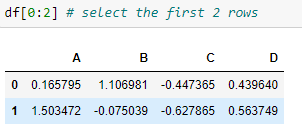 df[0:2] # select the first 2 rows
A B C D
0 0.165795 1.106981 -0.447365 0.439640
1 1.503472 -0.075039 -0.627865 0.563749